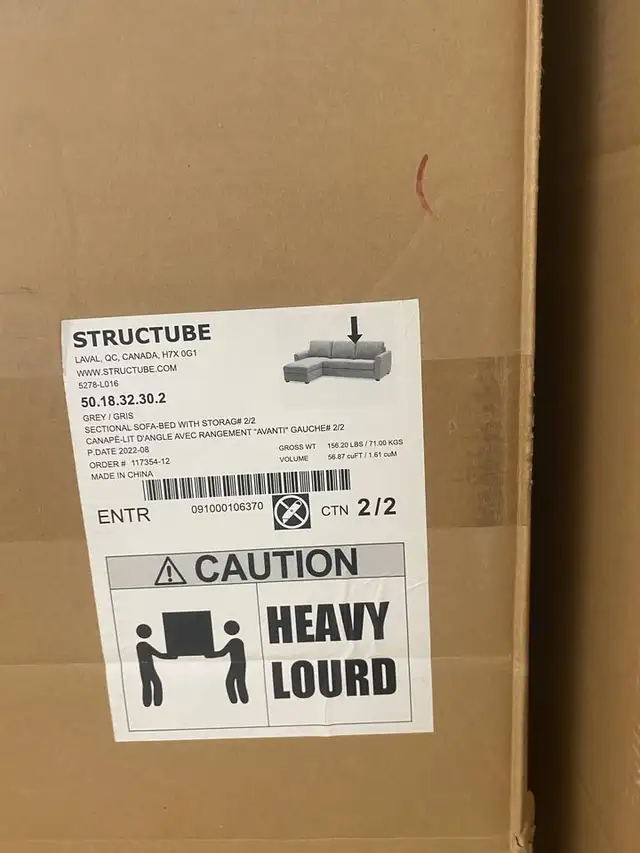 STRUCTUBE
LAVAL, QC, CANADA, H7X 0G1
WWW.STRUCTUBE.COM
5278-L016
50.18.32.30.2
GREY / GRIS
SECTIONAL SOFA-BED WITH STORAG# 2/2
CANAPÉ-LIT D'ANGLE AVEC RANGEMENT "AVANTI" GAUCHE# 2/2
P.DATE 2022-08
GROSS WT 156.20 LBS / 71.00 KGS
ORDER # 117354-12
VOLUME 56.87 cuFT / 1.61 cuM
MADE IN CHINA
ENTR 091000106370 CTN 2/2
CAUTION
HEAVY
LOURD